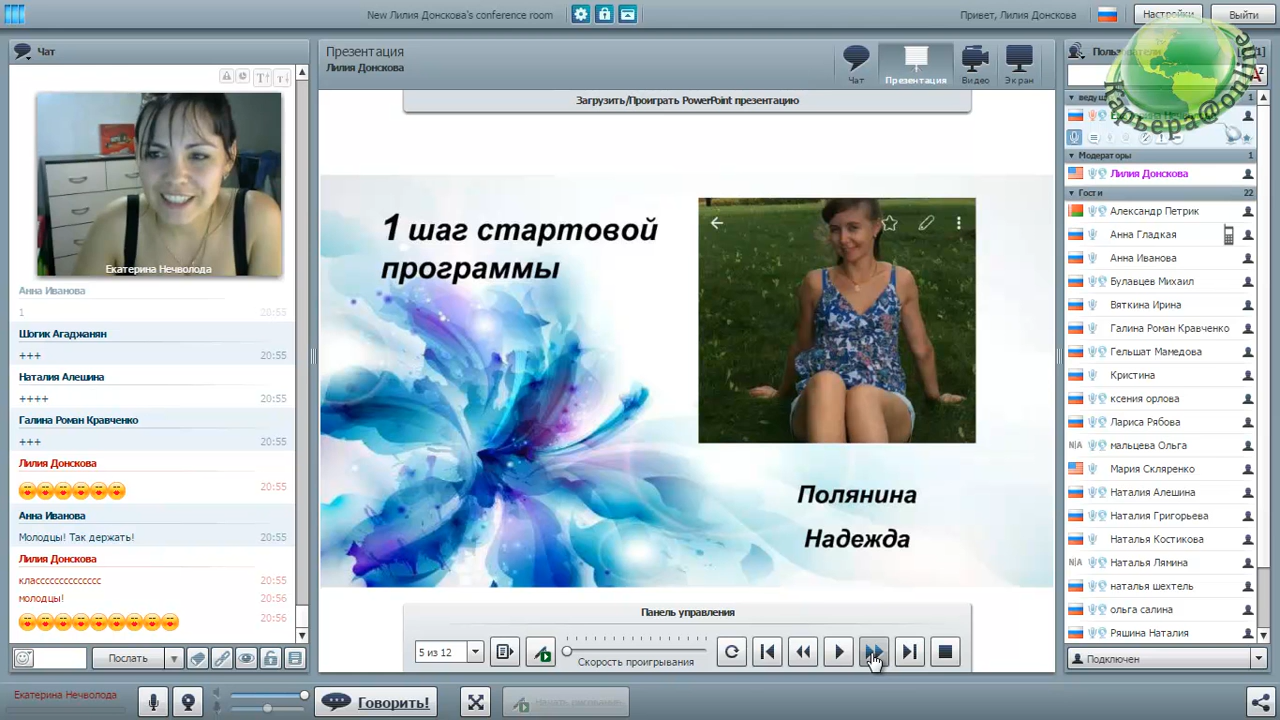 New Лилия Донскова's conference room
Привет, Лилия Донскова
Настройки
Выйти
Карьера@online
Чат
Екатерина Нечволода
Анна Иванова
1 20:55
Шогик Агаджанян
+++ 20:55
Наталия Алешина
++++ 20:55
Галина Роман Кравченко
+++ 20:55
Лилия Донскова
20:55
Анна Иванова
Молодцы! Так держать! 20:55
Лилия Донскова
классссссссссссс 20:55
молодцы! 20:56
20:56
Послать
Презентация
Лилия Донскова
Чат
Презентация
Видео
Экран
Загрузить/Проиграть PowerPoint презентацию
1 шаг стартовой
программы
Полянина
Надежда
Панель управления
5 из 12
Скорость проигрывания
Модераторы 1
Лилия Донскова
Гости 22
Александр Петрик
Анна Гладкая
Анна Иванова
Булавцев Михаил
Вяткина Ирина
Галина Роман Кравченко
Гельшат Мамедова
Кристина
ксения орлова
Лариса Рябова
N/A мальцева Ольга
Мария Скляренко
Наталия Алешина
Наталия Григорьева
Наталья Костикова
N/A Наталья Лямина
наталья шехтель
ольга салина
Ряшина Наталия
Подключен
Екатерина Нечволода
Говорить!